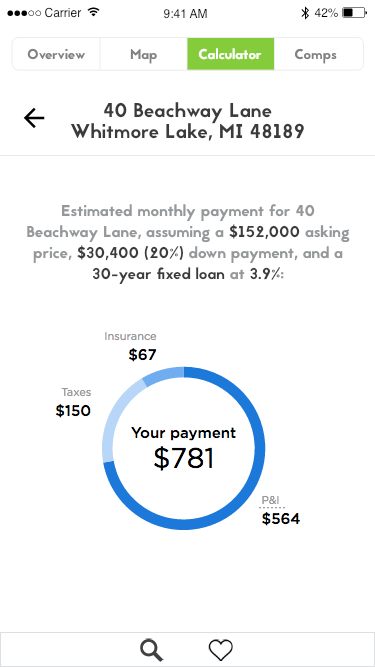 Carrier 9:41 AM 42%
Overview Map Calculator Comps
40 Beachway Lane
Whitmore Lake, MI 48189
Estimated monthly payment for 40
Beachway Lane, assuming a $152,000 asking
price, $30,400 (20%) down payment, and a
30-year fixed loan at 3.9%:
Insurance
$67
Taxes
$150
Your payment
$781
P&I
$564